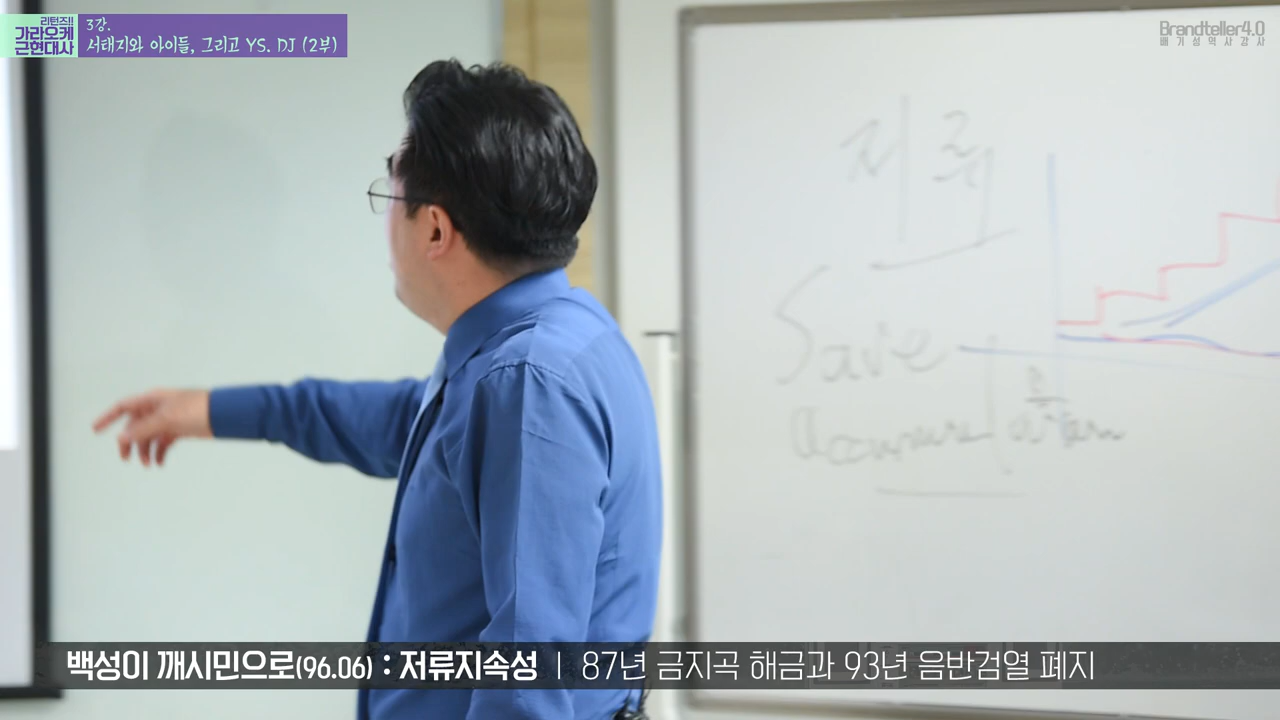 리턴즈!!
가라오케
근현대사
3강.
서태지와 아이들, 그리고 YS. DJ (2부)
Brandteller4.0
배기성역사강사
저류
Save
백성이 깨시민으로(96.06) : 저류지속성 | 87년 금지곡 해금과 93년 음반검열 폐지